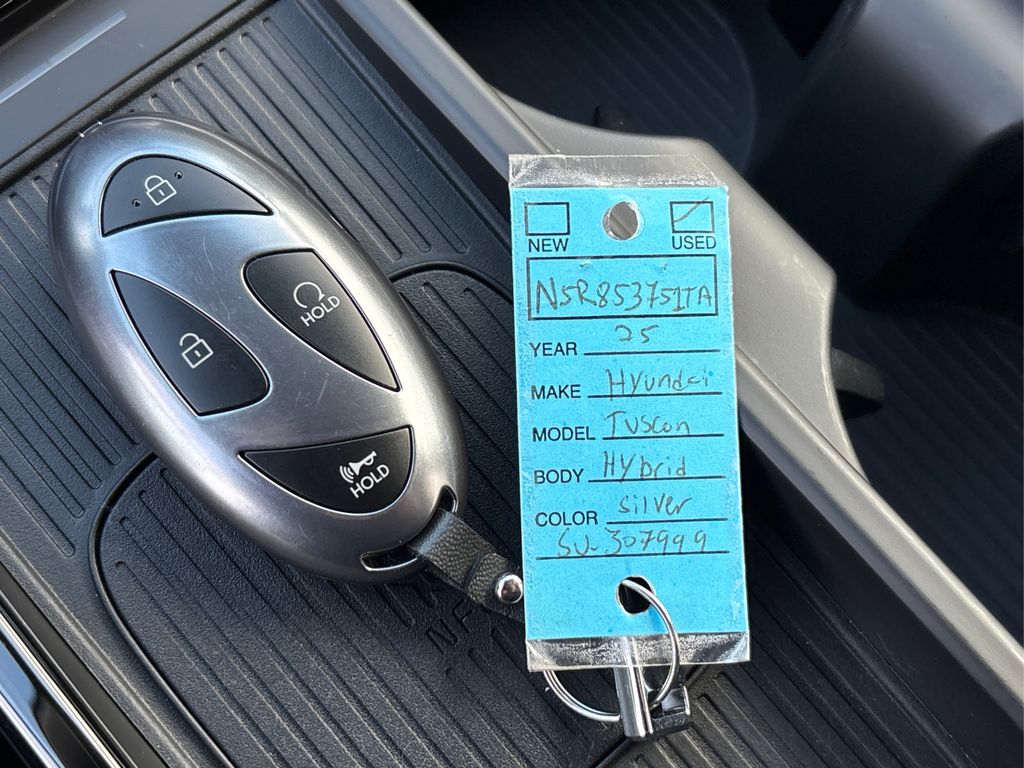 HOLD
HOLD
NEW USED
N5R853751TA
YEAR 25
MAKE Hyundai
MODEL Tuscon
BODY Hybrid
COLOR silver
SU-307999